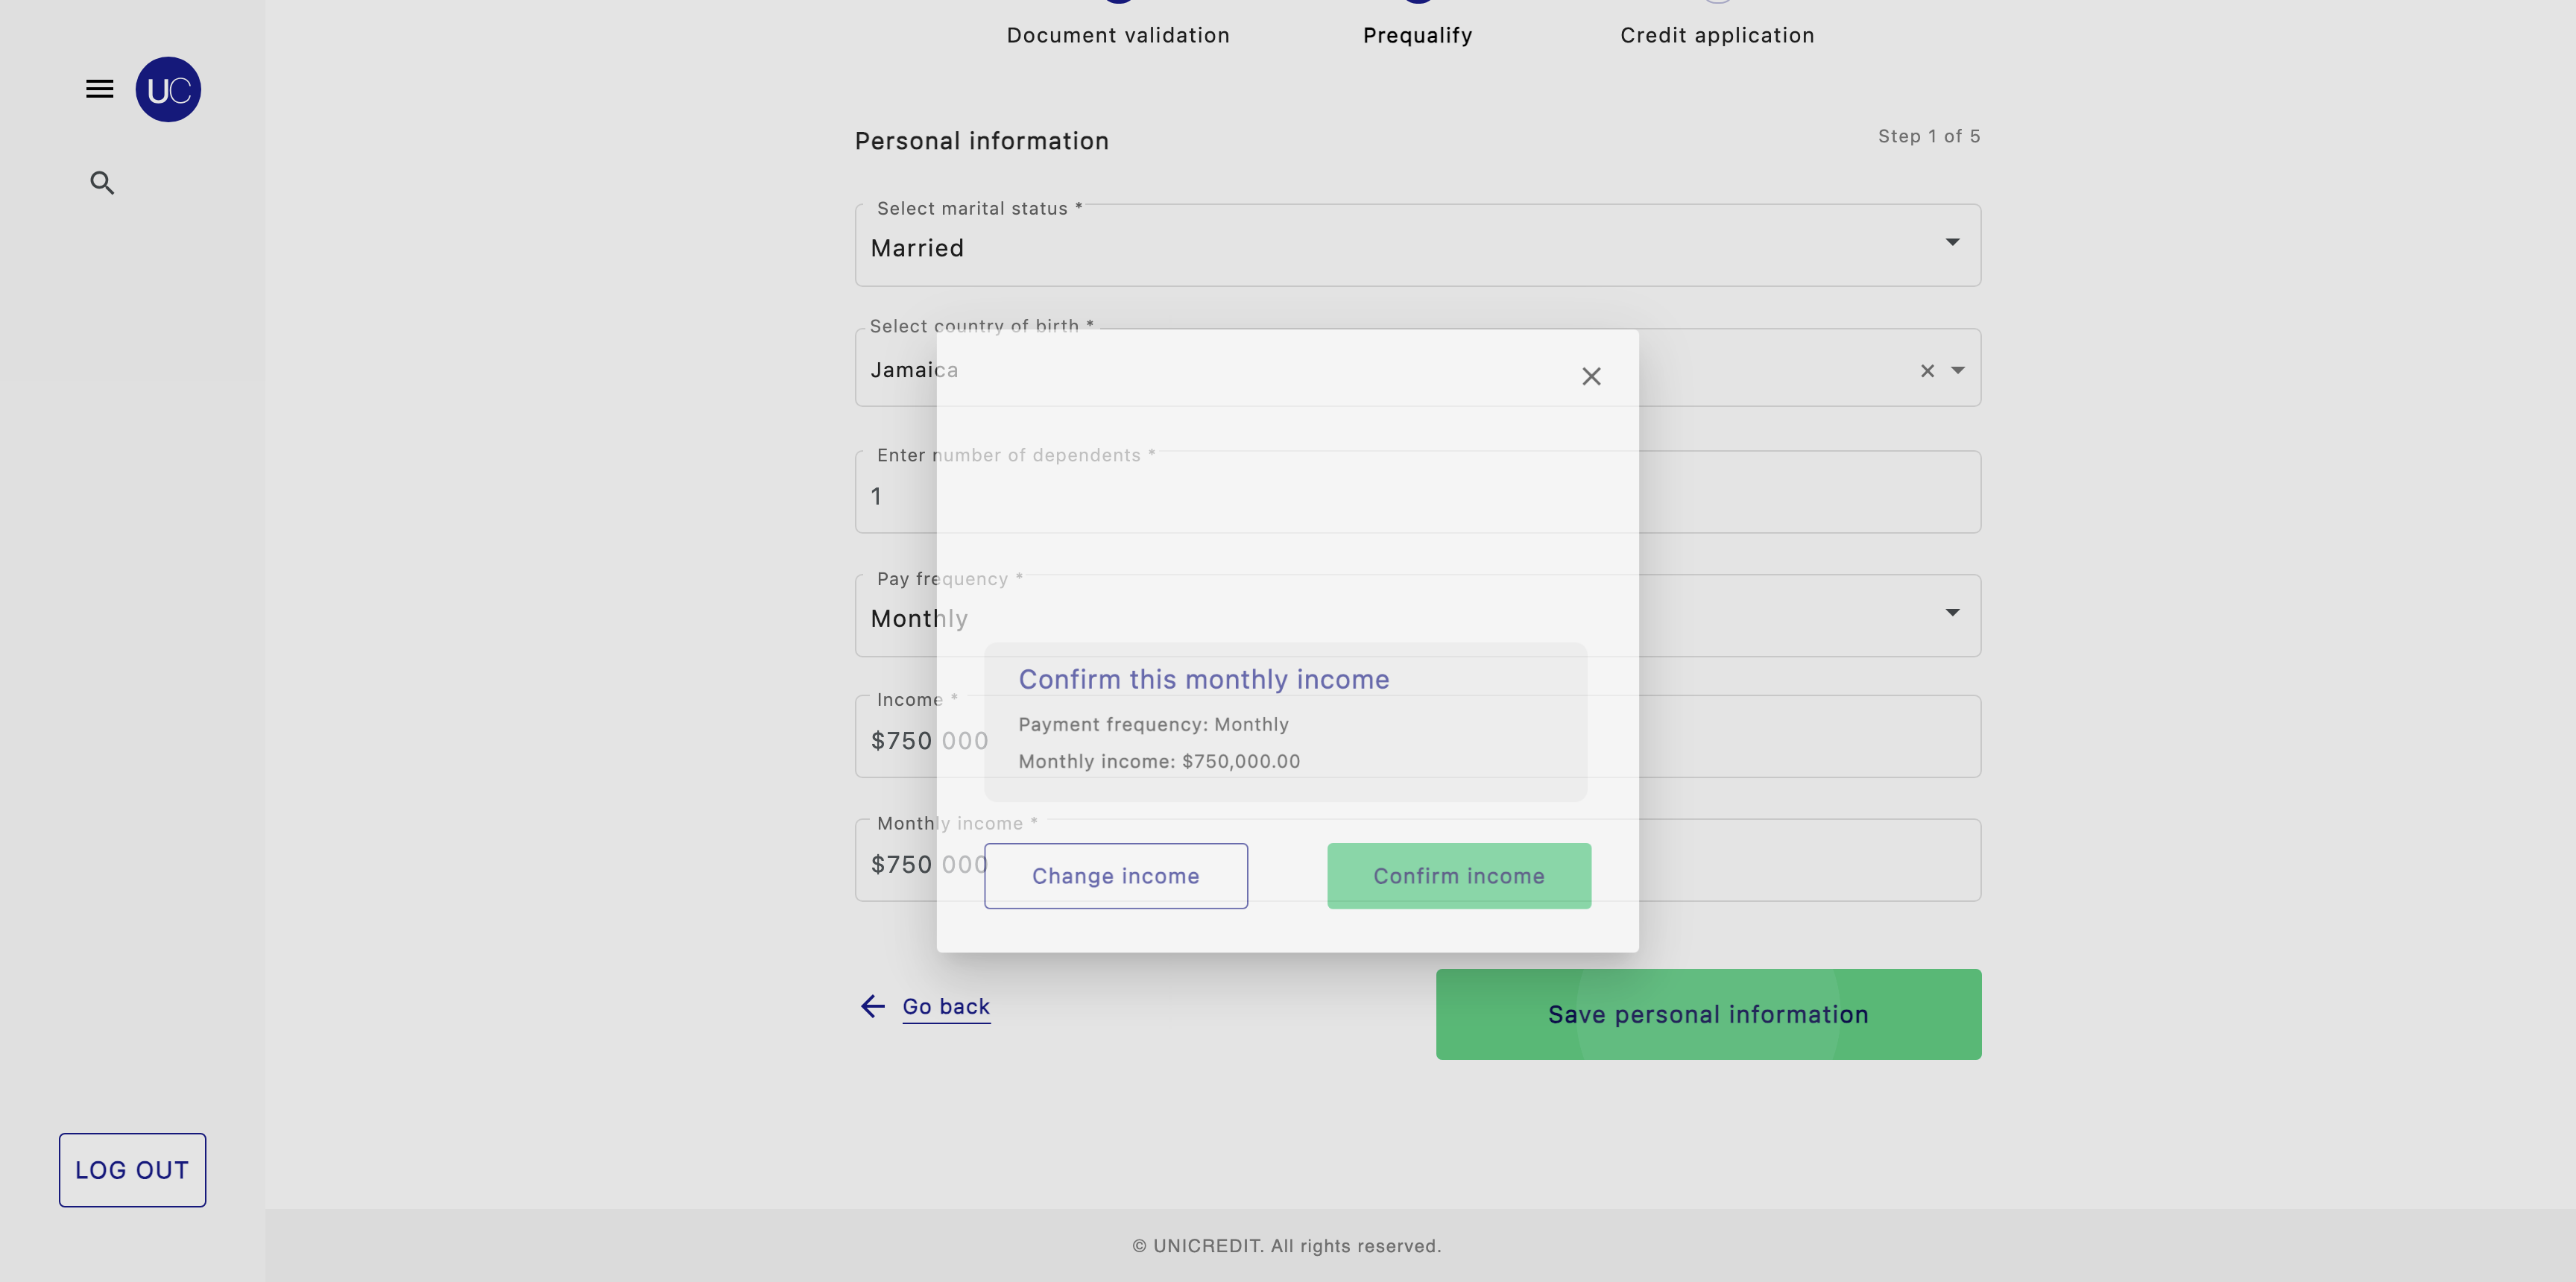 Document validation
Prequalify
Credit application
UC
Personal information
Step 1 of 5
Select marital status *
Married
Select country of birth *
Jamaica
Enter number of dependents *
1
Pay frequency *
Monthly
Confirm this monthly income
Payment frequency: Monthly
Monthly income: $750,000.00
Income *
$750 000
Monthly income *
$750 000
Change income
Confirm income
Go back
Save personal information
LOG OUT
© UNICREDIT. All rights reserved.